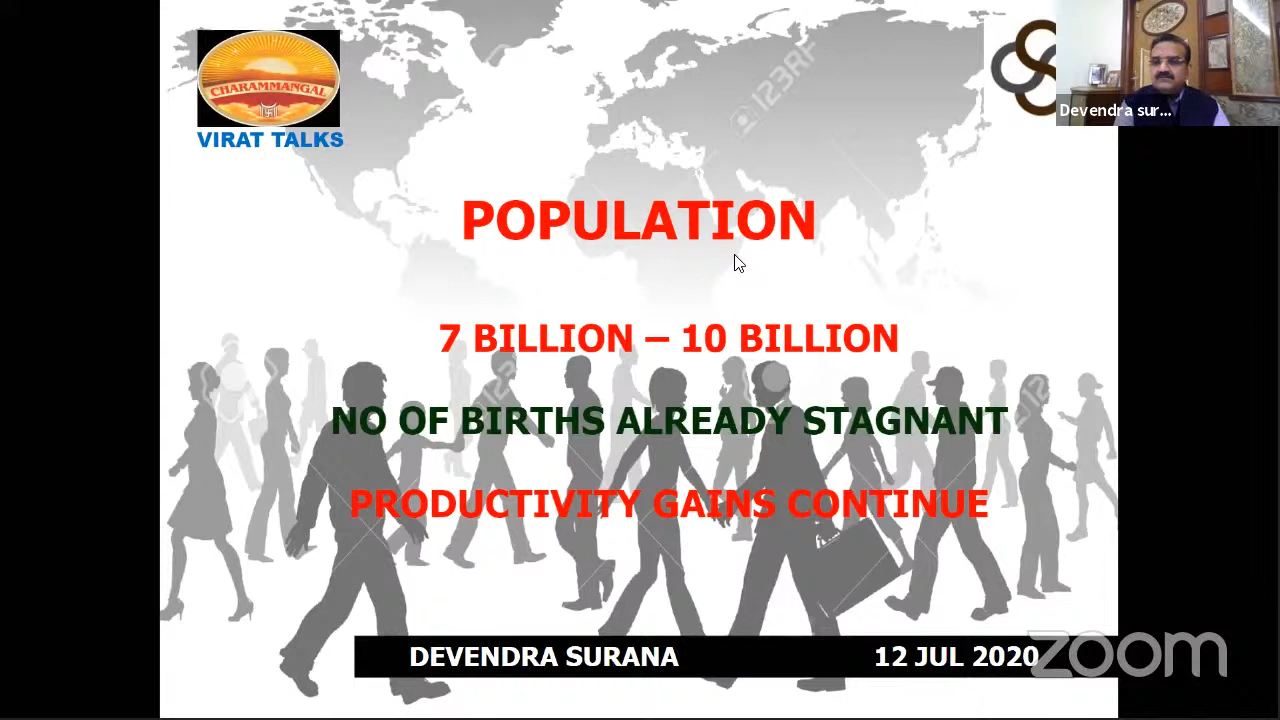 CHARAMMANGAL
VIRAT TALKS
123RF
Devendra sur...
POPULATION
7 BILLION – 10 BILLION
NO OF BIRTHS ALREADY STAGNANT
PRODUCTIVITY GAINS CONTINUE
DEVENDRA SURANA 12 JUL 2020
zoom